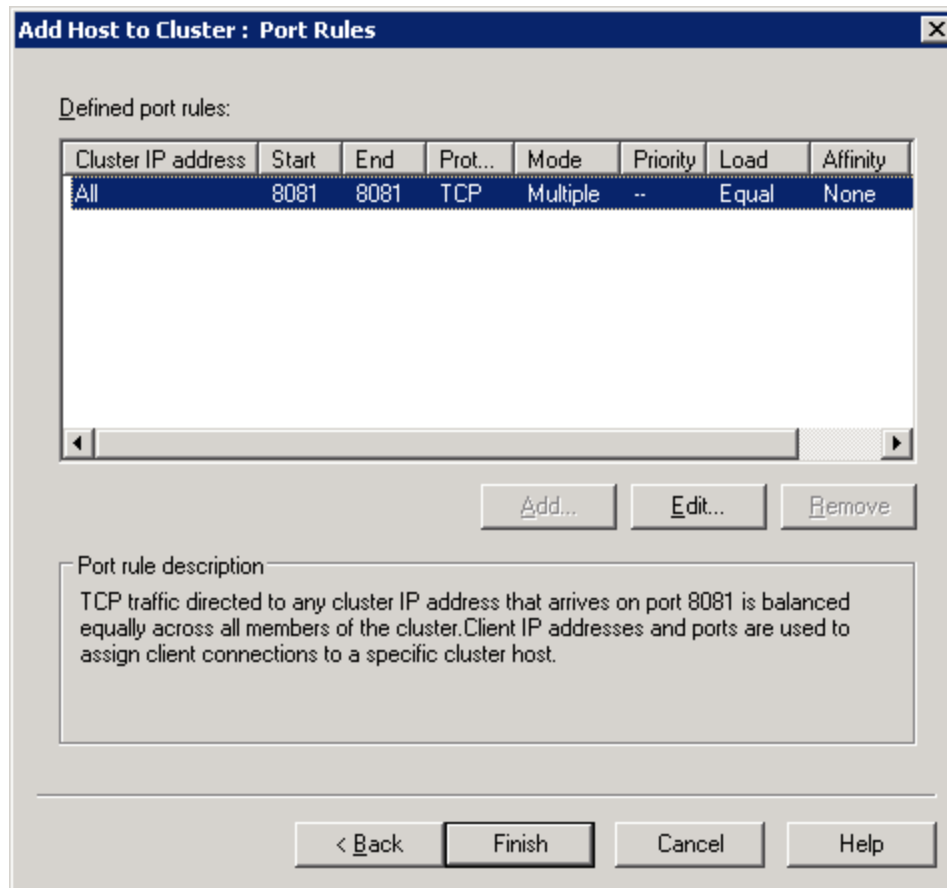 Add Host to Cluster : Port Rules
Defined port rules:
Cluster IP address Start End Prot... Mode Priority Load Affinity
All 8081 8081 TCP Multiple -- Equal None
Add... Edit... Remove
Port rule description
TCP traffic directed to any cluster IP address that arrives on port 8081 is balanced
equally across all members of the cluster.Client IP addresses and ports are used to
assign client connections to a specific cluster host.
< Back Finish Cancel Help